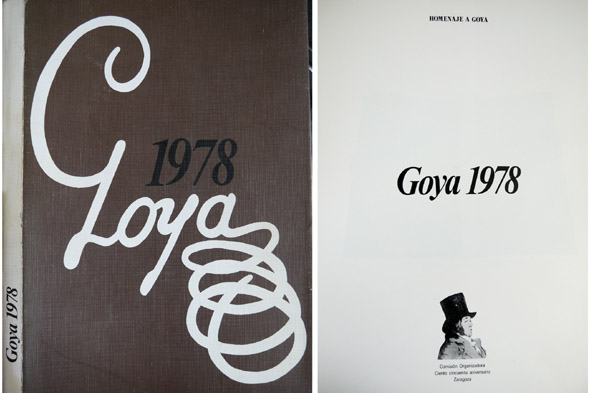 1978
Goya
Goya 1978
HOMENAJE A GOYA
Goya 1978
Comisión Organizadora
Ciento cincuenta aniversario
Zaragoza